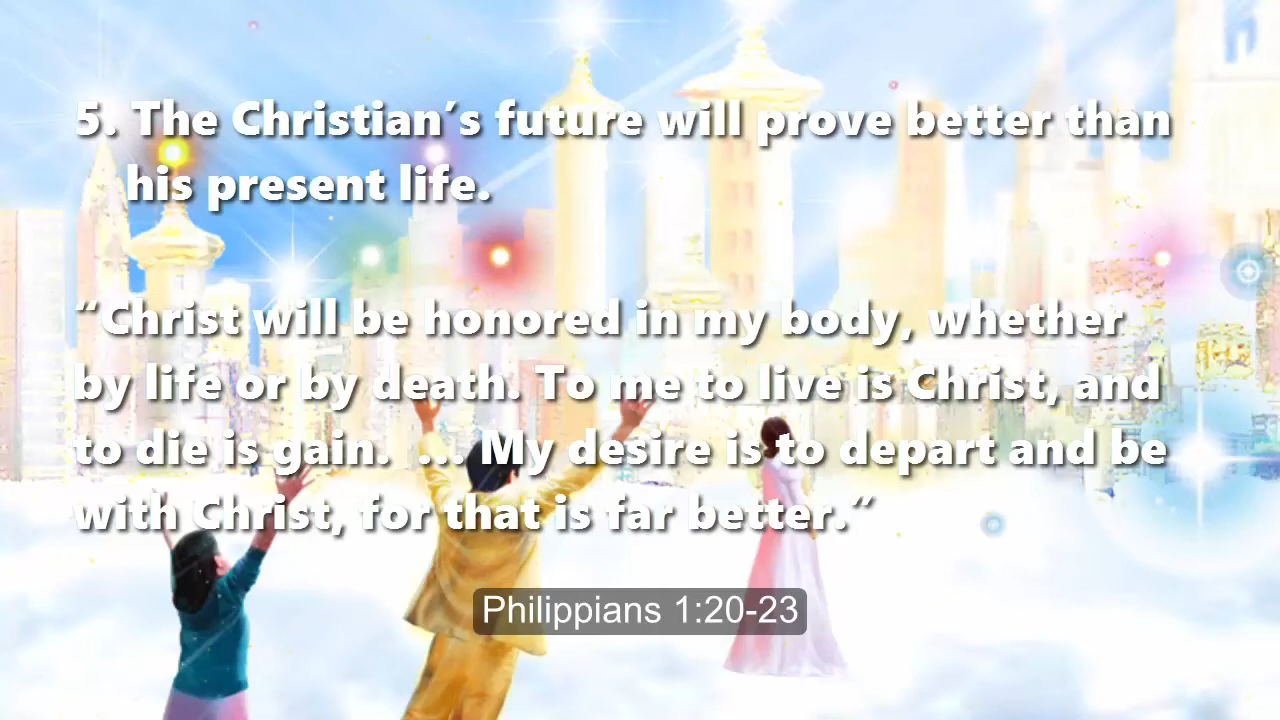 5. The Christian’s future will prove better than
his present life.
“Christ will be honored in my body, whether
by life or by death. To me to live is Christ, and
to die is gain.  ... My desire is to depart and be
with Christ, for that is far better.”
Philippians 1:20-23